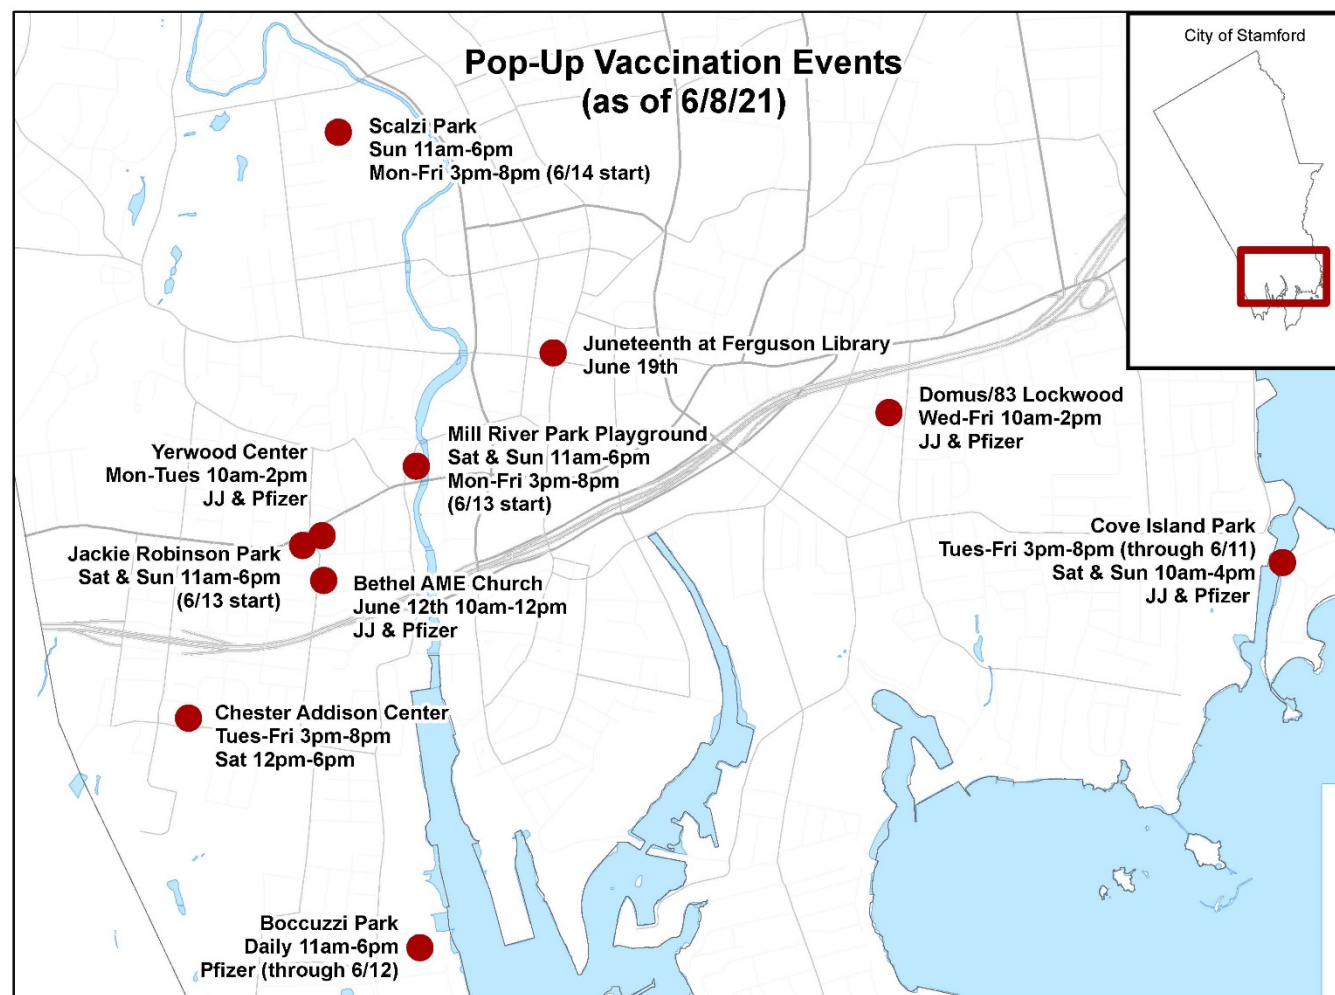 Pop-Up Vaccination Events
(as of 6/8/21)
City of Stamford
Scalzi Park
Sun 11am-6pm
Mon-Fri 3pm-8pm (6/14 start)
Juneteenth at Ferguson Library
June 19th
Domus/83 Lockwood
Wed-Fri 10am-2pm
JJ & Pfizer
Mill River Park Playground
Sat & Sun 11am-6pm
Mon-Fri 3pm-8pm
(6/13 start)
Yerwood Center
Mon-Tues 10am-2pm
JJ & Pfizer
Jackie Robinson Park
Sat & Sun 11am-6pm
(6/13 start)
Bethel AME Church
June 12th 10am-12pm
JJ & Pfizer
Cove Island Park
Tues-Fri 3pm-8pm (through 6/11)
Sat & Sun 10am-4pm
JJ & Pfizer
Chester Addison Center
Tues-Fri 3pm-8pm
Sat 12pm-6pm
Boccuzzi Park
Daily 11am-6pm
Pfizer (through 6/12)